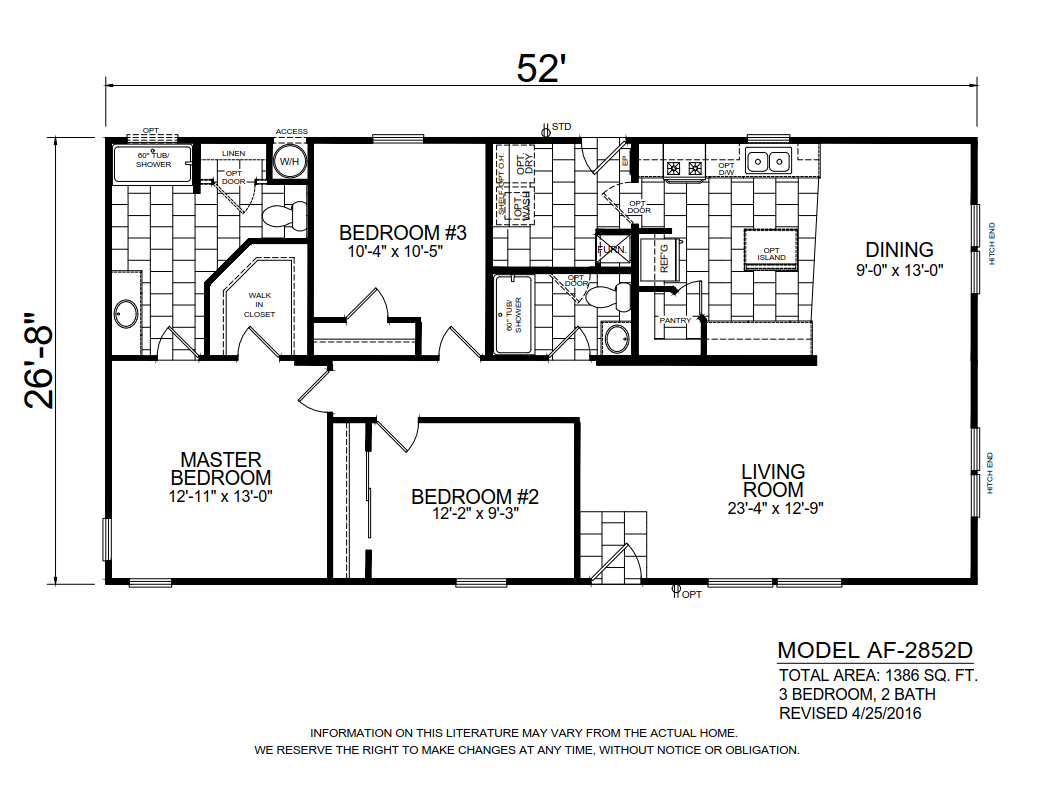 52'
26'-8"
OPT
ACCESS
STD
60" TUB/
SHOWER
LINEN
W/H
OPT
DOOR
SHELF OPT O.H.
OPT.
DRY
OPT.
WASH
EP
OPT
DOOR
OPT
D/W
BEDROOM #3
10'-4" x 10'-5"
FURN.
REF'G
OPT
ISLAND
DINING
9'-0" x 13'-0"
HITCH END
WALK
IN
CLOSET
60" TUB/
SHOWER
OPT
DOOR
PANTRY
MASTER
BEDROOM
12'-11" x 13'-0"
BEDROOM #2
12'-2" x 9'-3"
LIVING
ROOM
23'-4" x 12'-9"
HITCH END
OPT
MODEL AF-2852D
TOTAL AREA: 1386 SQ. FT.
3 BEDROOM, 2 BATH
REVISED 4/25/2016
INFORMATION ON THIS LITERATURE MAY VARY FROM THE ACTUAL HOME.
WE RESERVE THE RIGHT TO MAKE CHANGES AT ANY TIME, WITHOUT NOTICE OR OBLIGATION.